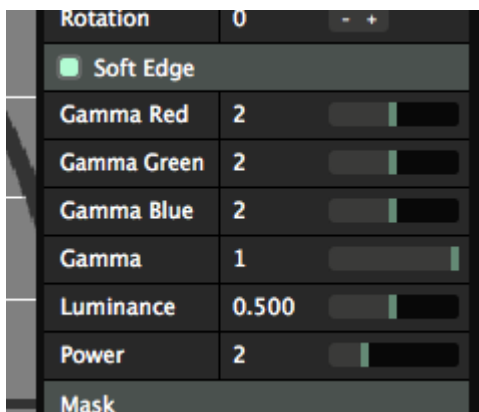 Rotation 0 - +
Soft Edge
Gamma Red 2
Gamma Green 2
Gamma Blue 2
Gamma 1
Luminance 0.500
Power 2
Mask